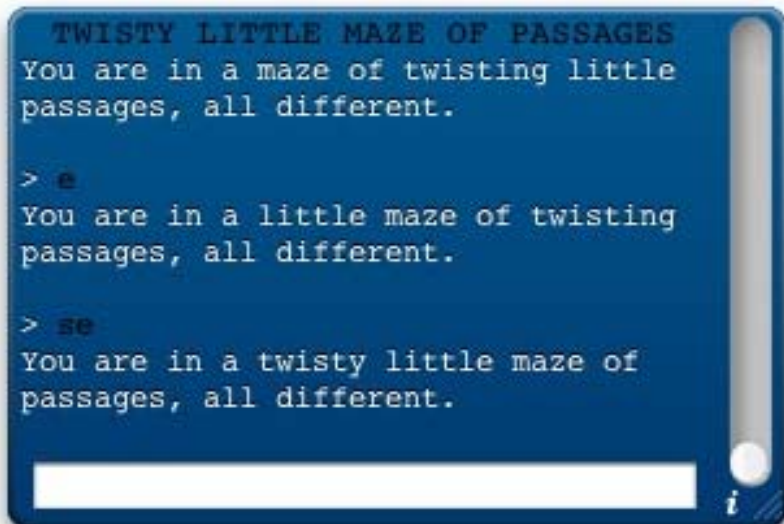 TWISTY LITTLE MAZE OF PASSAGES
You are in a maze of twisting little
passages, all different.
> e
You are in a little maze of twisting
passages, all different.
> se
You are in a twisty little maze of
passages, all different.
i